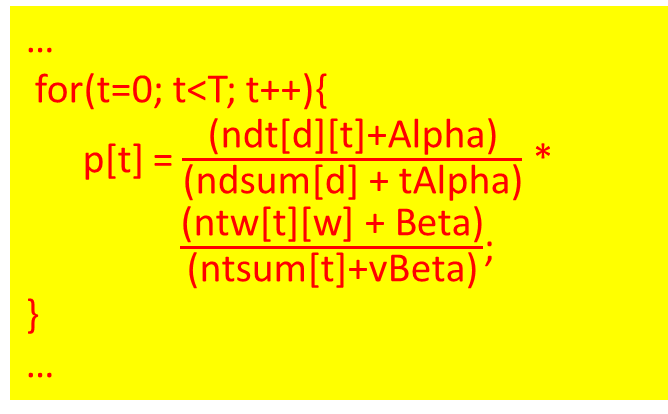 ...
for(t=0; t<T; t++){
(ndt[d][t]+Alpha)
p[t] = *
(ndsum[d] + tAlpha)
(ntw[t][w] + Beta)
;
(ntsum[t]+vBeta)
}
...